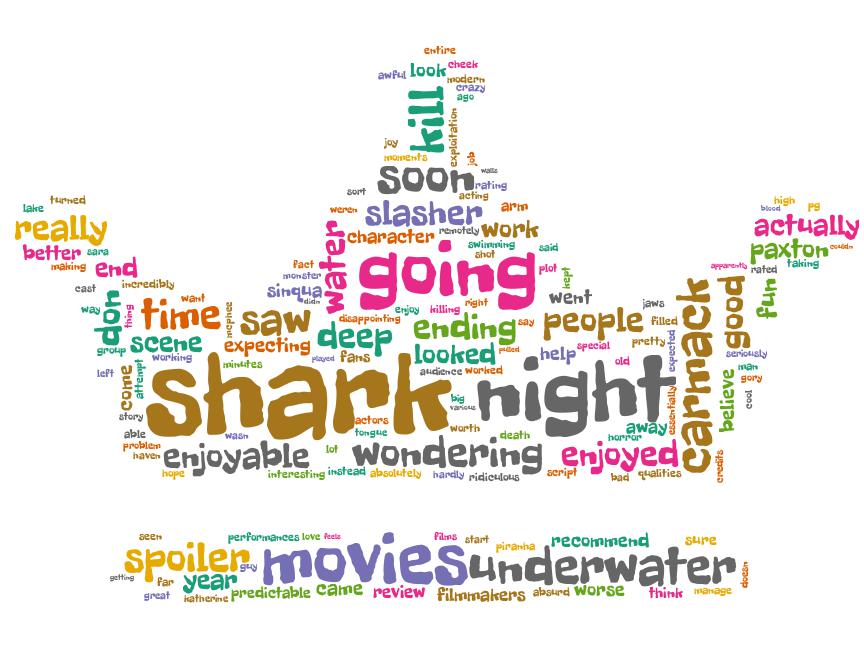 entire
awful look cheek
modern
crazy
ago
kill
exploitation
joy
job
moments
soon walls
sort rating
acting
lake turned
weren slasher arm
high pg
blood
really
character remotely work
actually
couldn
better sara
water
swimming said
shot
paxton
making end
fact
going
plot
apparently rated taking
monster
kept
cast incredibly
sinqua
didn
went
fun
good
carmack
want
way don thing
time
mcphee
saw
enjoy killing right
jaws
disappointing
deep
ending say
people filled
group scene
expecting
pretty
expected
working
played fans
looked pulled
help special
seriously
left
minutes
audience worked
old
man
come
attempt
shark
night
gory
big
various
essentially
believe
cool
story
actors
worth
away
able
wasn
tongue
death
horror
problem
haven
enjoyable
lot
wondering
enjoyed
credits
hope
interesting instead absolutely hardly ridiculous
script
bad qualities
seen
performances love feels
films start
piranha
recommend
sure
spoiler
guy
movies
underwater
doesn
getting
far year
great
katherine predictable came review filmmakers absurd worse think manage